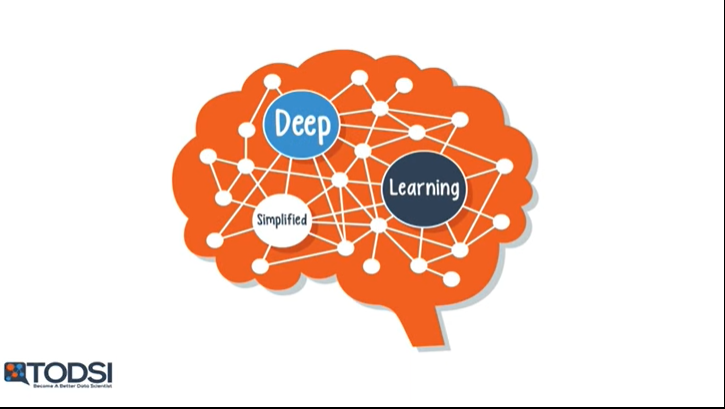 Deep
Learning
Simplified
TODSI
Become A Better Data Scientist